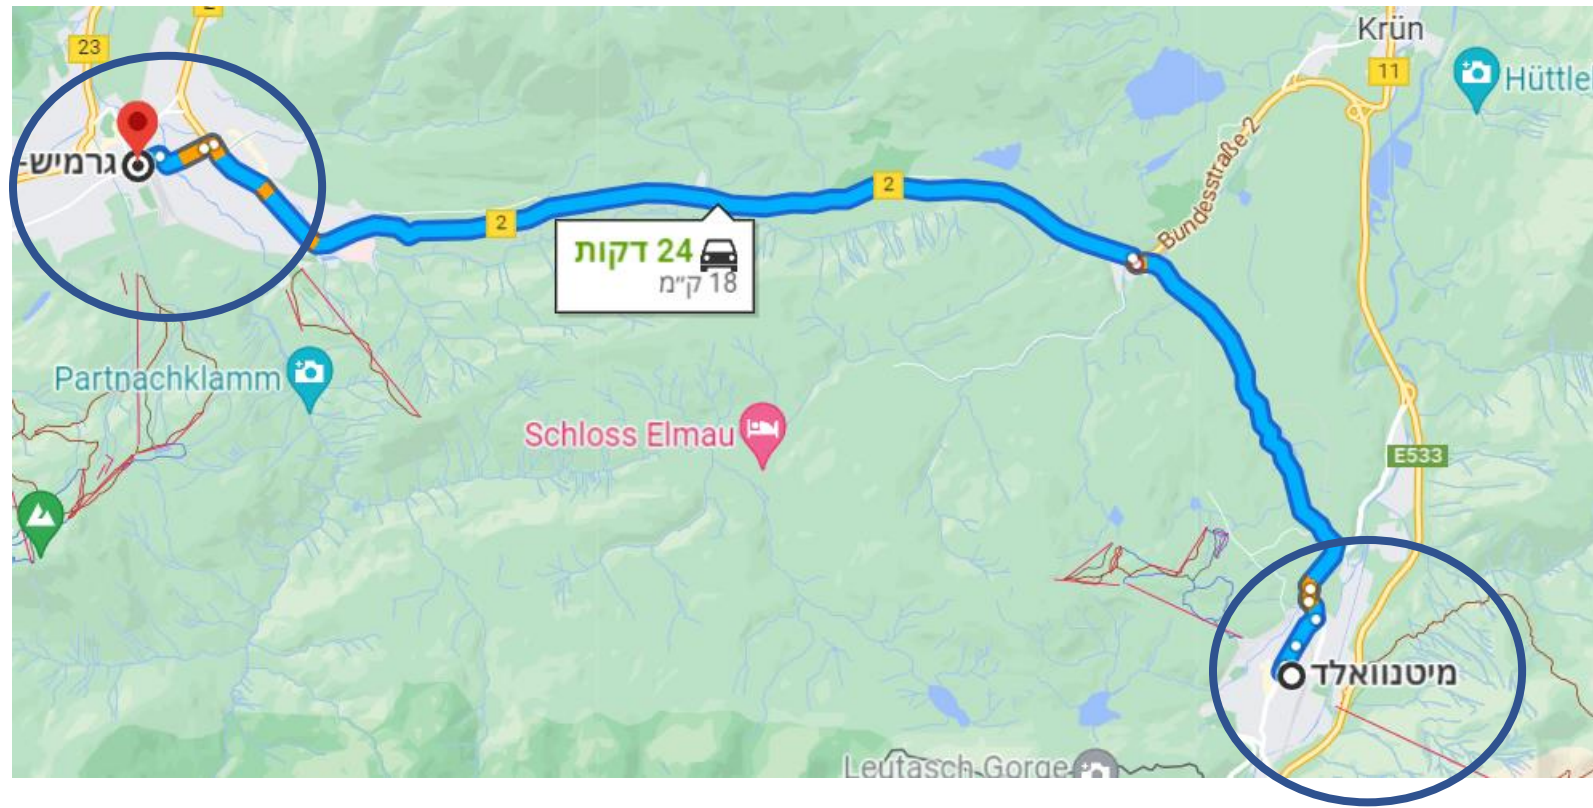 2
23
Krün
11
Hüttle
גרמיש-
Bundesstraße 2
2
2
24 דקות
18 ק״מ
Partnachklamm
Schloss Elmau
E533
מיטנוואלד
Leutasch Gorge